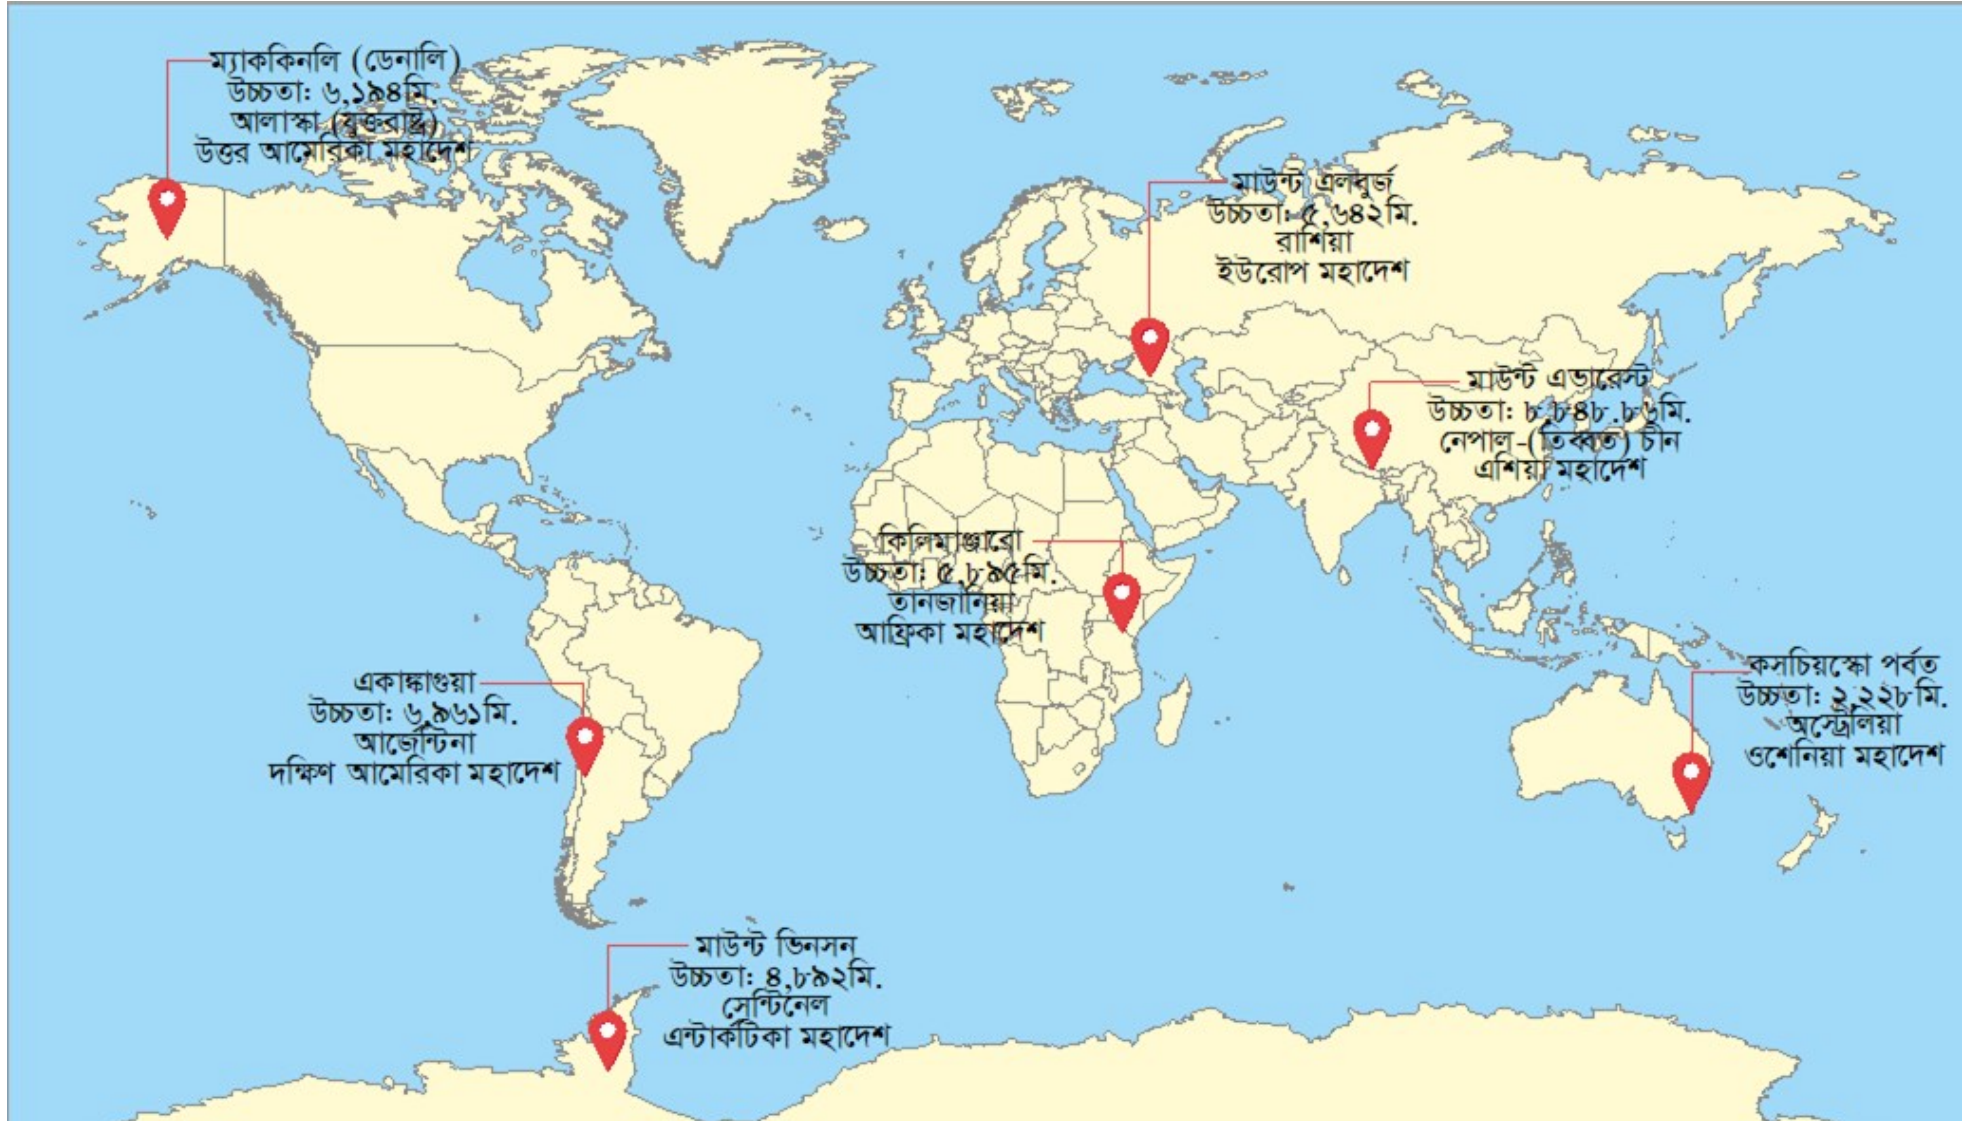 ম্যাককিনলি (ডেনালি)
উচ্চতা: ৬,১৯৪মি.
আলাস্কা (যুক্তরাষ্ট্র)
উত্তর আমেরিকা মহাদেশ
মাউন্ট এলবুর্জ
উচ্চতা: ৫,৬৪২মি.
রাশিয়া
ইউরোপ মহাদেশ
মাউন্ট এভারেস্ট
উচ্চতা: ৮,৮৪৮.৮৬মি.
নেপাল-(তিব্বত) চীন
এশিয়া মহাদেশ
কিলিমাঞ্জারো
উচ্চতা: ৫,৮৯৫মি.
তানজানিয়া
আফ্রিকা মহাদেশ
একাঙ্কাগুয়া
উচ্চতা: ৬,৯৬১মি.
আর্জেন্টিনা
দক্ষিণ আমেরিকা মহাদেশ
কসচিয়স্কো পর্বত
উচ্চতা: ২,২২৮মি.
অস্ট্রেলিয়া
ওশেনিয়া মহাদেশ
মাউন্ট ভিনসন
উচ্চতা: ৪,৮৯২মি.
সেন্টিনেল
এন্টার্কটিকা মহাদেশ